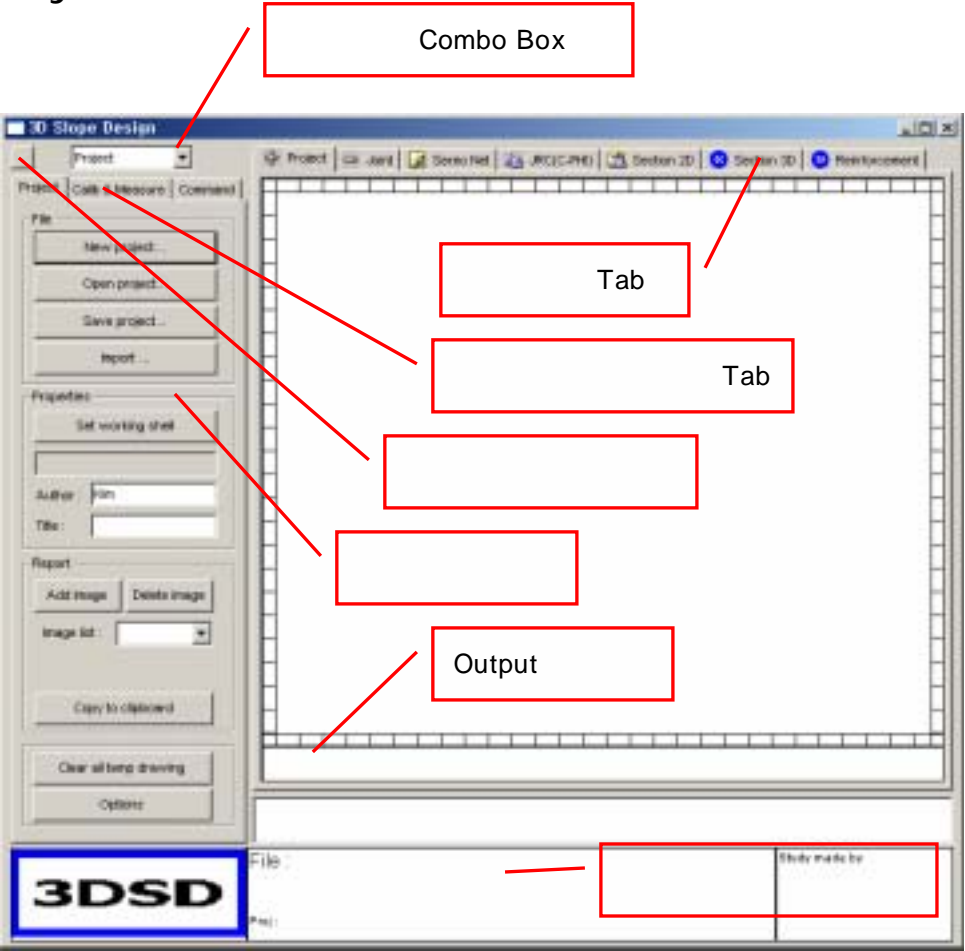 Combo Box
3D Slope Design
Project
Project Joint Stereo Net JRC(C-PHI) Section 2D Section 3D Reinforcement
Project Calib & Measure Command
File
New project...
Open project...
Save project...
Import ...
Properties
Set working shell
Author Kim
Title :
Report
Add image Delete image
Image list :
Copy to clipboard
Clear all temp drawing
Options
Tab
Tab
Output
3DSD
File :
Proj :
Study made by